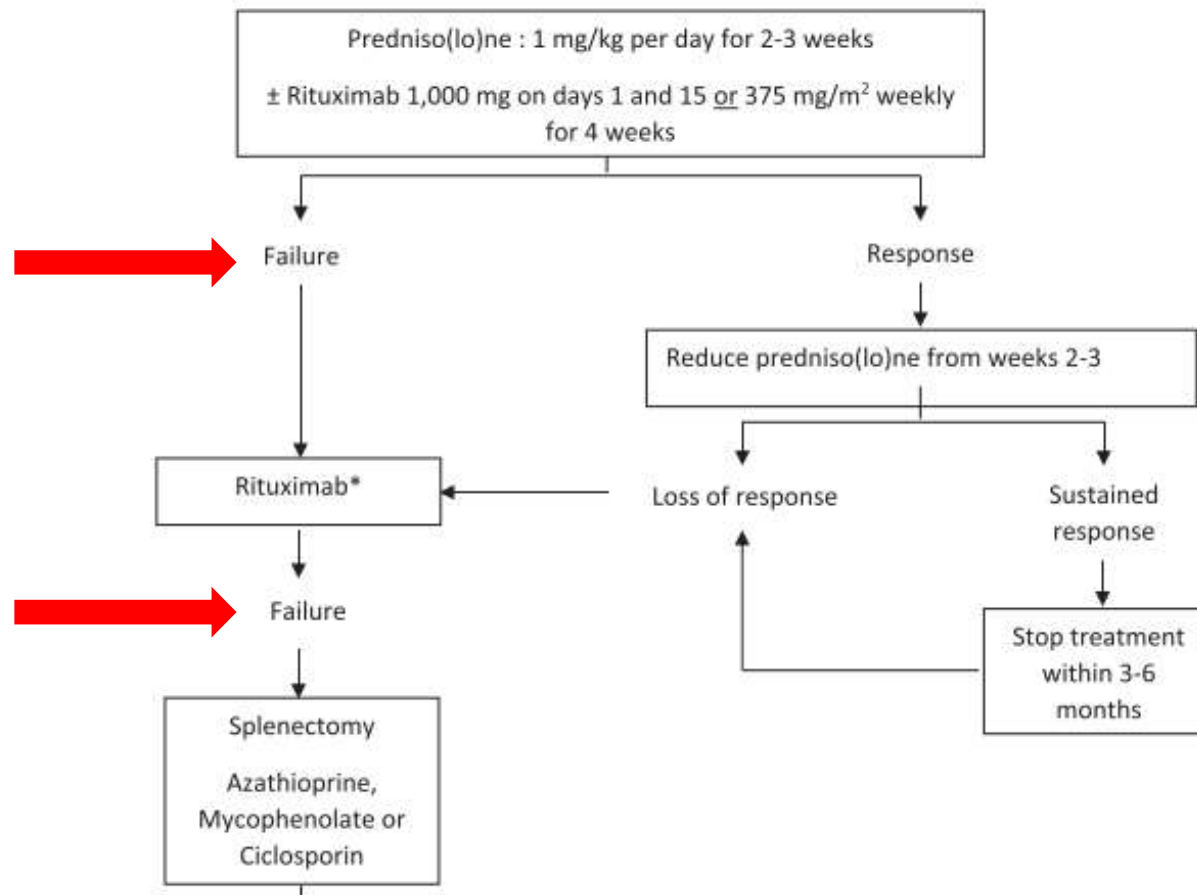 Predniso(lo)ne : 1 mg/kg per day for 2-3 weeks
± Rituximab 1,000 mg on days 1 and 15 or 375 mg/m² weekly
for 4 weeks
Failure
Response
Reduce predniso(lo)ne from weeks 2-3
Rituximab*
Loss of response
Sustained
response
Failure
Stop treatment
within 3-6
months
Splenectomy
Azathioprine,
Mycophenolate or
Ciclosporin